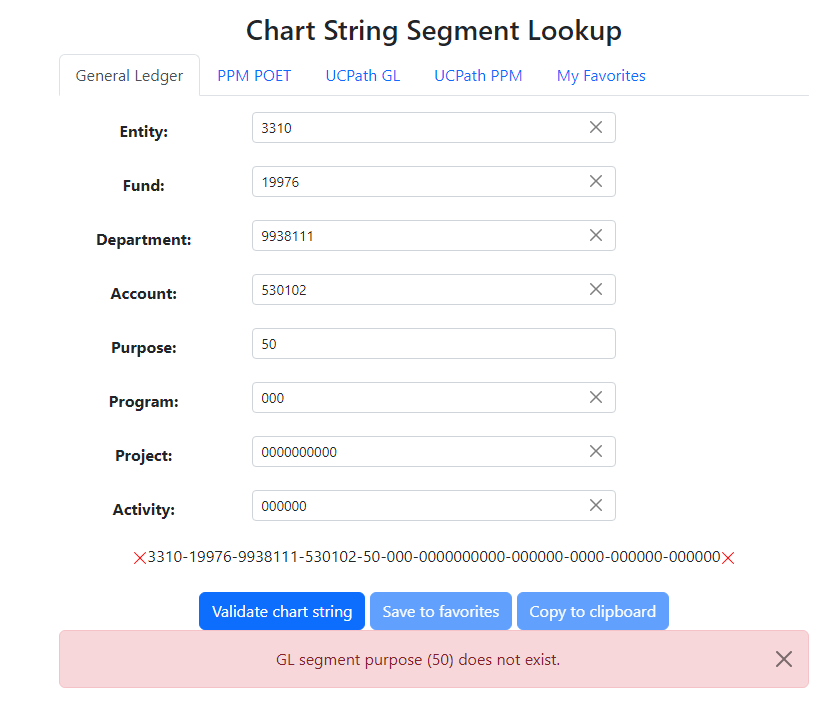 Chart String Segment Lookup
General Ledger PPM POET UCPath GL UCPath PPM My Favorites
Entity: 3310
Fund: 19976
Department: 9938111
Account: 530102
Purpose: 50
Program: 000
Project: 0000000000
Activity: 000000
3310-19976-9938111-530102-50-000-0000000000-000000-0000-000000-000000
Validate chart string Save to favorites Copy to clipboard
GL segment purpose (50) does not exist.